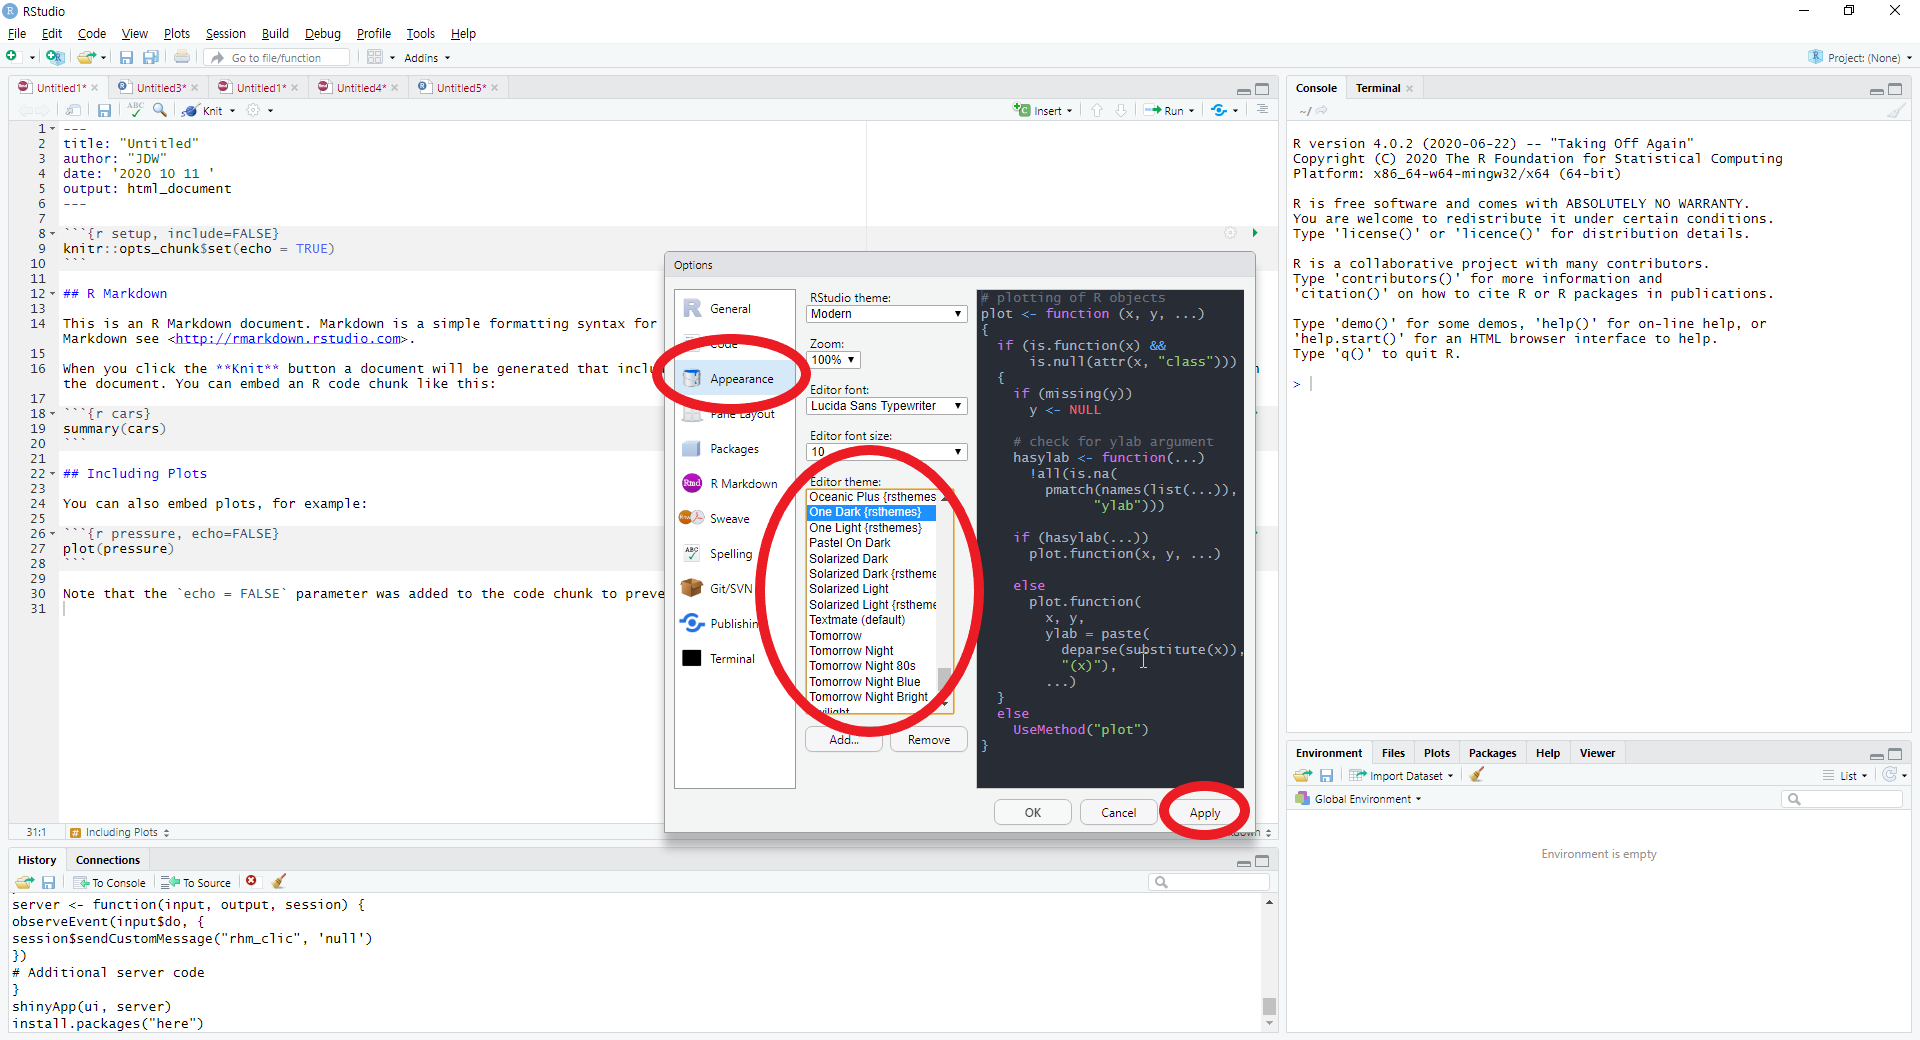 RStudio
File Edit Code View Plots Session Build Debug Profile Tools Help
Go to file/function Addins Project: (None)
Untitled1* Untitled3* Untitled1* Untitled4* Untitled5*
ABC Knit Insert Run
1 ---
2 title: "Untitled"
3 author: "JDW"
4 date: '2020 10 11 '
5 output: html_document
6 ---
7
8 ```{r setup, include=FALSE}
9 knitr::opts_chunk$set(echo = TRUE)
10 ```
11
12 ## R Markdown
13
14 This is an R Markdown document. Markdown is a simple formatting syntax for
Markdown see <http://rmarkdown.rstudio.com>.
15
16 When you click the **Knit** button a document will be generated that inclu
the document. You can embed an R code chunk like this:
17
18 ```{r cars}
19 summary(cars)
20 ```
21
22 ## Including Plots
23
24 You can also embed plots, for example:
25
26 ```{r pressure, echo=FALSE}
27 plot(pressure)
28 ```
29
30 Note that the `echo = FALSE` parameter was added to the code chunk to preve
31
31:1 # Including Plots
Options
General
Code
Appearance
Pane Layout
Packages
Rmd R Markdown
Sweave
ABC Spelling
Git/SVN
Publishin
Terminal
RStudio theme:
Modern
Zoom:
100%
Editor font:
Lucida Sans Typewriter
Editor font size:
10
Editor theme:
Oceanic Plus {rsthemes
One Dark {rsthemes}
One Light {rsthemes}
Pastel On Dark
Solarized Dark
Solarized Dark {rstheme
Solarized Light
Solarized Light {rstheme
Textmate (default)
Tomorrow
Tomorrow Night
Tomorrow Night 80s
Tomorrow Night Blue
Tomorrow Night Bright
Add... Remove
# plotting of R objects
plot <- function (x, y, ...)
{
if (is.function(x) &&
is.null(attr(x, "class")))
{
if (missing(y))
y <- NULL
# check for ylab argument
hasylab <- function(...)
!all(is.na(
pmatch(names(list(...)),
"ylab")))
if (hasylab(...))
plot.function(x, y, ...)
else
plot.function(
x, y,
ylab = paste(
deparse(substitute(x)),
"(x)"),
...)
}
else
UseMethod("plot")
}
OK Cancel Apply
History Connections
To Console To Source
server <- function(input, output, session) {
observeEvent(input$do, {
session$sendCustomMessage("rhm_clic", 'null')
})
# Additional server code
}
shinyApp(ui, server)
install.packages("here")
Console Terminal
~/
R version 4.0.2 (2020-06-22) -- "Taking Off Again"
Copyright (C) 2020 The R Foundation for Statistical Computing
Platform: x86_64-w64-mingw32/x64 (64-bit)
R is free software and comes with ABSOLUTELY NO WARRANTY.
You are welcome to redistribute it under certain conditions.
Type 'license()' or 'licence()' for distribution details.
R is a collaborative project with many contributors.
Type 'contributors()' for more information and
'citation()' on how to cite R or R packages in publications.
Type 'demo()' for some demos, 'help()' for on-line help, or
'help.start()' for an HTML browser interface to help.
Type 'q()' to quit R.
>
Environment Files Plots Packages Help Viewer
Import Dataset List
Global Environment
Environment is empty